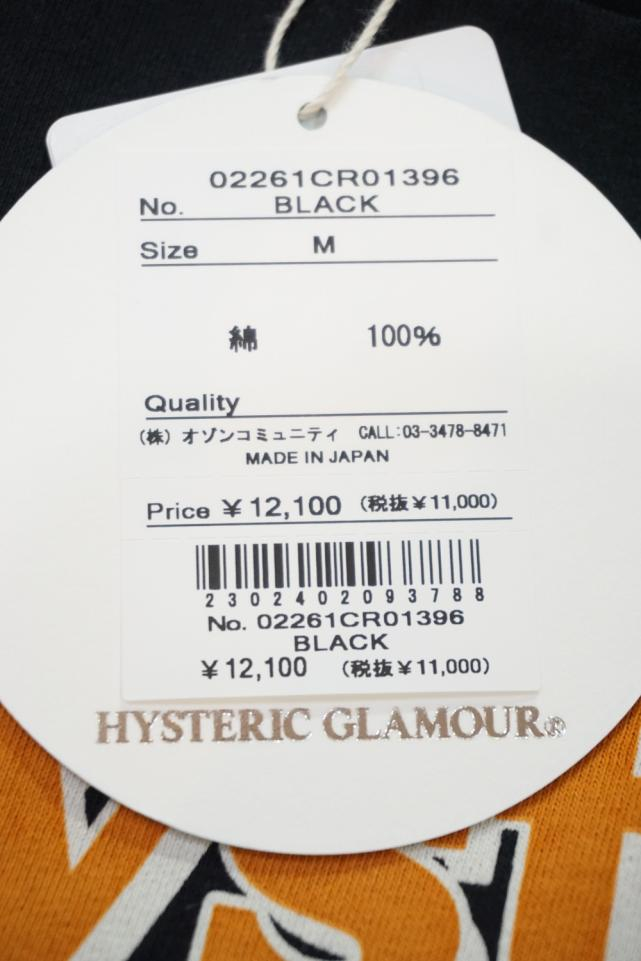 02261CR01396
No. BLACK
Size M
綿 100%
Quality
(株) オゾンコミュニティ CALL:03-3478-8471
MADE IN JAPAN
Price ¥12,100 (税抜¥11,000)
2302402093788
No. 02261CR01396
BLACK
¥12,100 (税抜¥11,000)
HYSTERIC GLAMOUR®